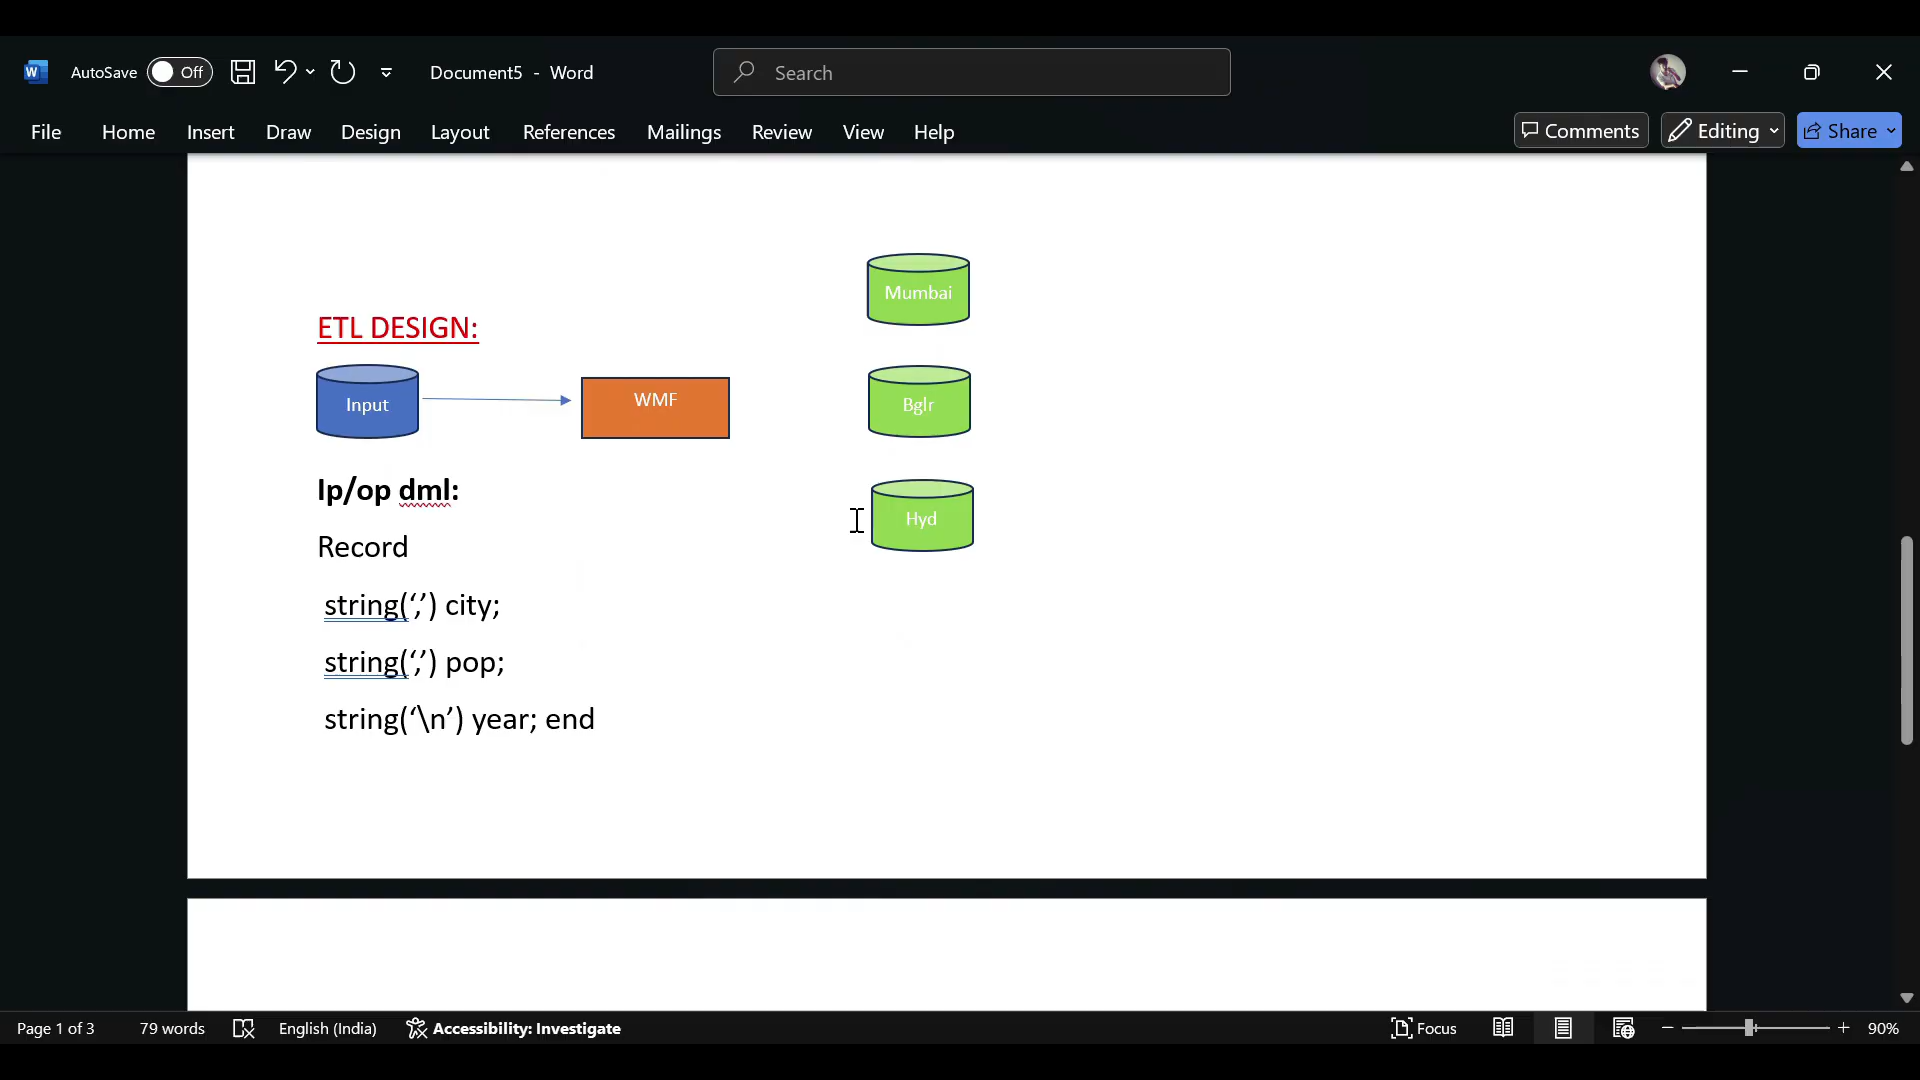 AutoSave Off Document5 - Word Search
File Home Insert Draw Design Layout References Mailings Review View Help Comments Editing Share
Mumbai
ETL DESIGN:
Input WMF Bglr
Ip/op dml:
Hyd
Record
string(‘,’) city;
string(‘,’) pop;
string(‘\n’) year; end
Page 1 of 3 79 words English (India) Accessibility: Investigate Focus 90%